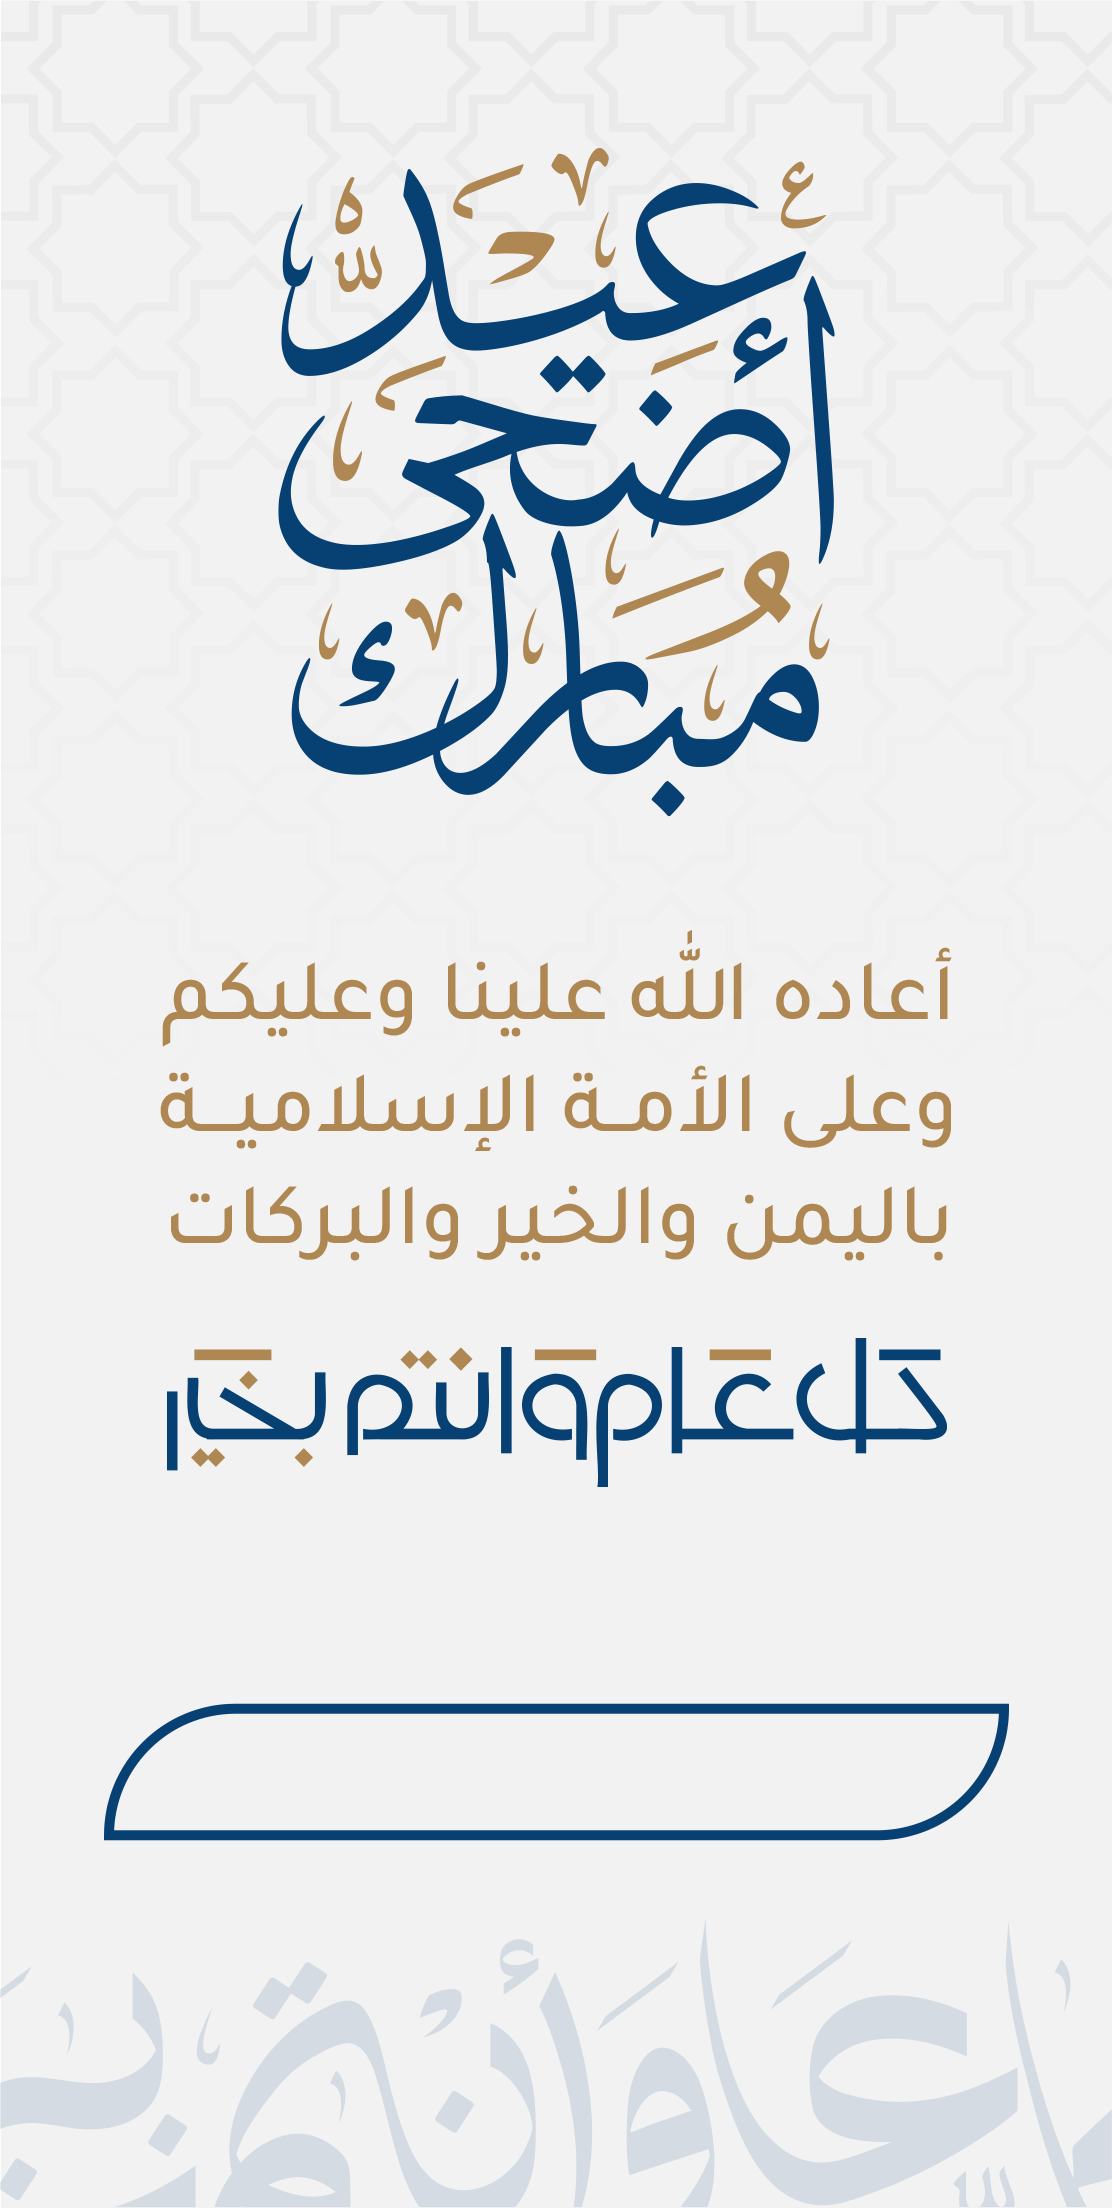 عيد
أضحى
مبارك
أعاده الله علينا وعليكم
وعلى الأمـة الإسلاميـة
باليمن والخير والبركات
كل عام وانتم بخير